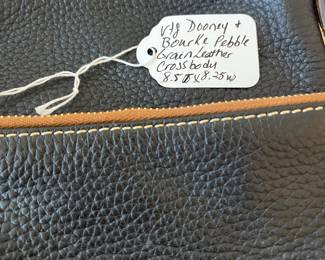 Vtg Dooney +
Bourke Pebble
Grain Leather
Crossbody
8.5 T x 8.25 w